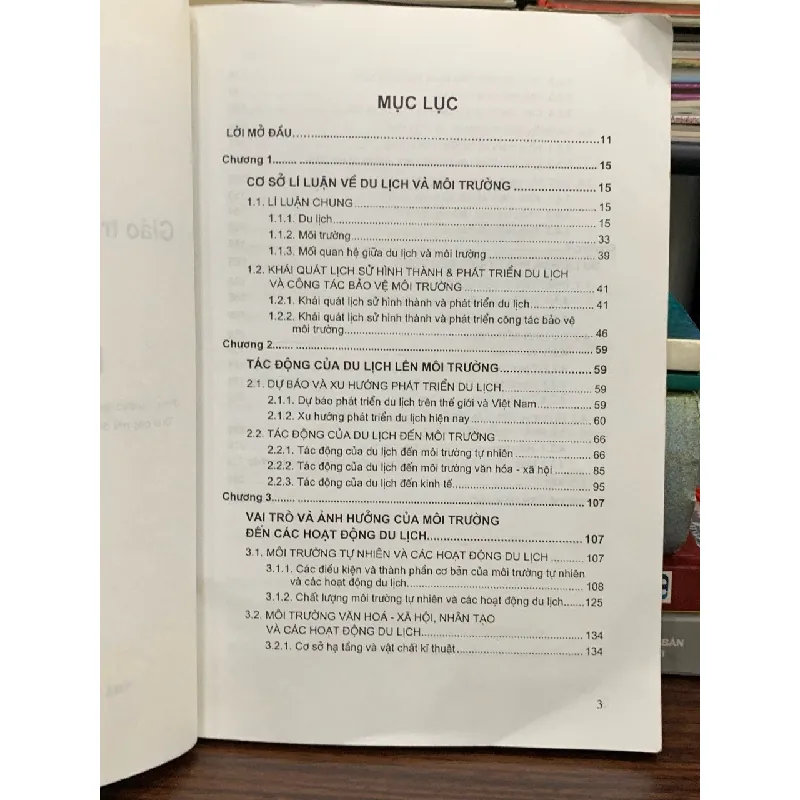 MỤC LỤC
LỜI MỞ ĐẦU...........................................................................11
Chương 1....... ...........................................................................15
CƠ SỞ LÍ LUẬN VỀ DU LỊCH VÀ MÔI TRƯỜNG....................15
1.1. LÍ LUẬN CHUNG...........................................................15
1.1.1. Du lịch...........................................................15
1.1.2. Môi trường...........................................................33
1.1.3. Mối quan hệ giữa du lịch và môi trường...........................39
1.2. KHÁI QUÁT LỊCH SỬ HÌNH THÀNH & PHÁT TRIỂN DU LỊCH
VÀ CÔNG TÁC BẢO VỆ MÔI TRƯỜNG...........................41
1.2.1. Khái quát lịch sử hình thành và phát triển du lịch................41
1.2.2. Khái quát lịch sử hình thành và phát triển công tác bảo vệ
môi trường...........................................................46
Chương 2....... ...........................................................................59
TÁC ĐỘNG CỦA DU LỊCH LÊN MÔI TRƯỜNG......................59
2.1. DỰ BÁO VÀ XU HƯỚNG PHÁT TRIỂN DU LỊCH......................59
2.1.1. Dự báo phát triển du lịch trên thế giới và Việt Nam..............59
2.1.2. Xu hướng phát triển du lịch hiện nay...........................60
2.2. TÁC ĐỘNG CỦA DU LỊCH ĐẾN MÔI TRƯỜNG......................66
2.2.1. Tác động của du lịch đến môi trường tự nhiên...................66
2.2.2. Tác động của du lịch đến môi trường văn hóa - xã hội..........85
2.2.3. Tác động của du lịch đến kinh tế...........................95
Chương 3....... ...........................................................................107
VAI TRÒ VÀ ẢNH HƯỞNG CỦA MÔI TRƯỜNG
ĐẾN CÁC HOẠT ĐỘNG DU LỊCH...........................107
3.1. MÔI TRƯỜNG TỰ NHIÊN VÀ CÁC HOẠT ĐỘNG DU LỊCH........107
3.1.1. Các điều kiện và thành phần cơ bản của môi trường tự nhiên
và các hoạt động du lịch...........................108
3.1.2. Chất lượng môi trường tự nhiên và các hoạt động du lịch.......125
3.2. MÔI TRƯỜNG VĂN HOÁ - XÃ HỘI, NHÂN TẠO
VÀ CÁC HOẠT ĐỘNG DU LỊCH...........................134
3.2.1. Cơ sở hạ tầng và vật chất kĩ thuật...........................134
3
SẢN